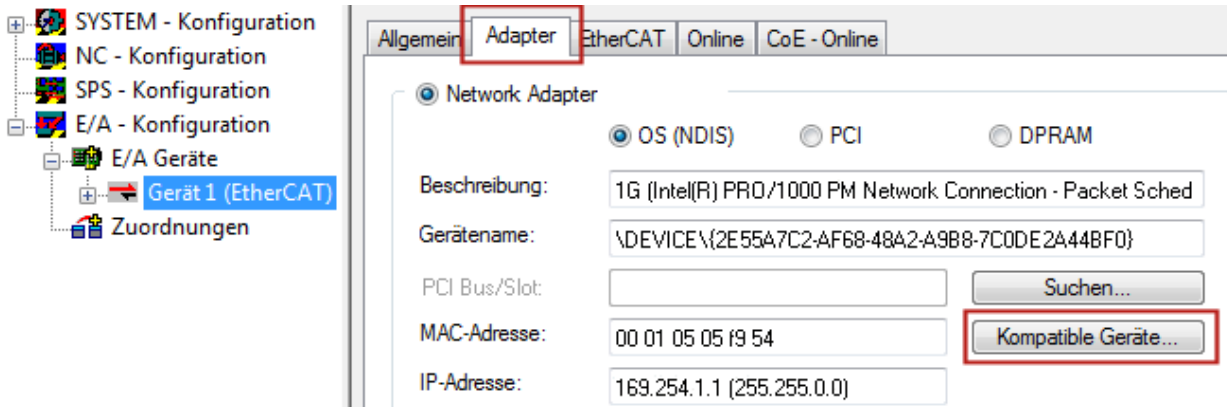 SYSTEM - Konfiguration
NC - Konfiguration
SPS - Konfiguration
E/A - Konfiguration
E/A Geräte
Gerät 1 (EtherCAT)
Zuordnungen
Allgemein Adapter EtherCAT Online CoE - Online
Network Adapter
OS (NDIS) PCI DPRAM
Beschreibung: 1G (Intel(R) PRO/1000 PM Network Connection - Packet Sched
Gerätename: \DEVICE\{2E55A7C2-AF68-48A2-A9B8-7C0DE2A44BF0}
PCI Bus/Slot: Suchen...
MAC-Adresse: 00 01 05 05 f9 54 Kompatible Geräte...
IP-Adresse: 169.254.1.1 (255.255.0.0)